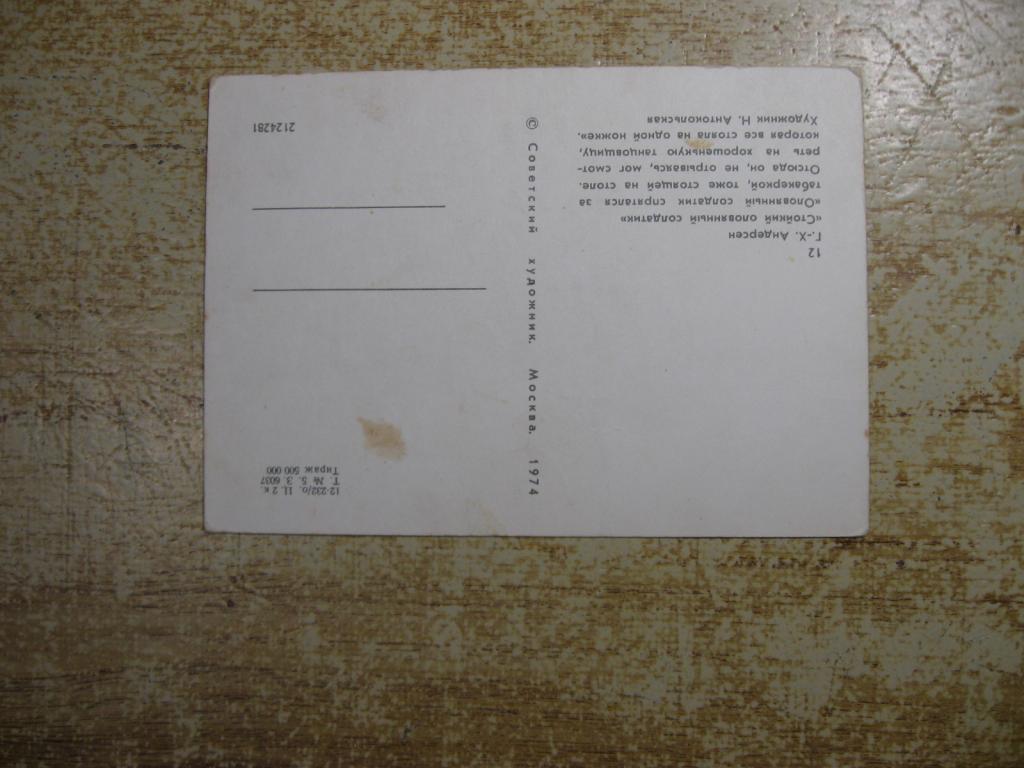 12
Г.-Х. Андерсен
«Стойкий оловянный солдатик»
«Оловянный солдатик спрятался за
табакеркой, тоже стоящей на столе.
Отсюда он, не отрываясь, мог смот-
реть на хорошенькую танцовщицу,
которая все стояла на одной ножке».
Художник Н. Антокольская
© Советский художник. Москва. 1974
12-232/о. 11. 2 к.
Т. № 5. З. 6037
Тираж 500 000
2124281